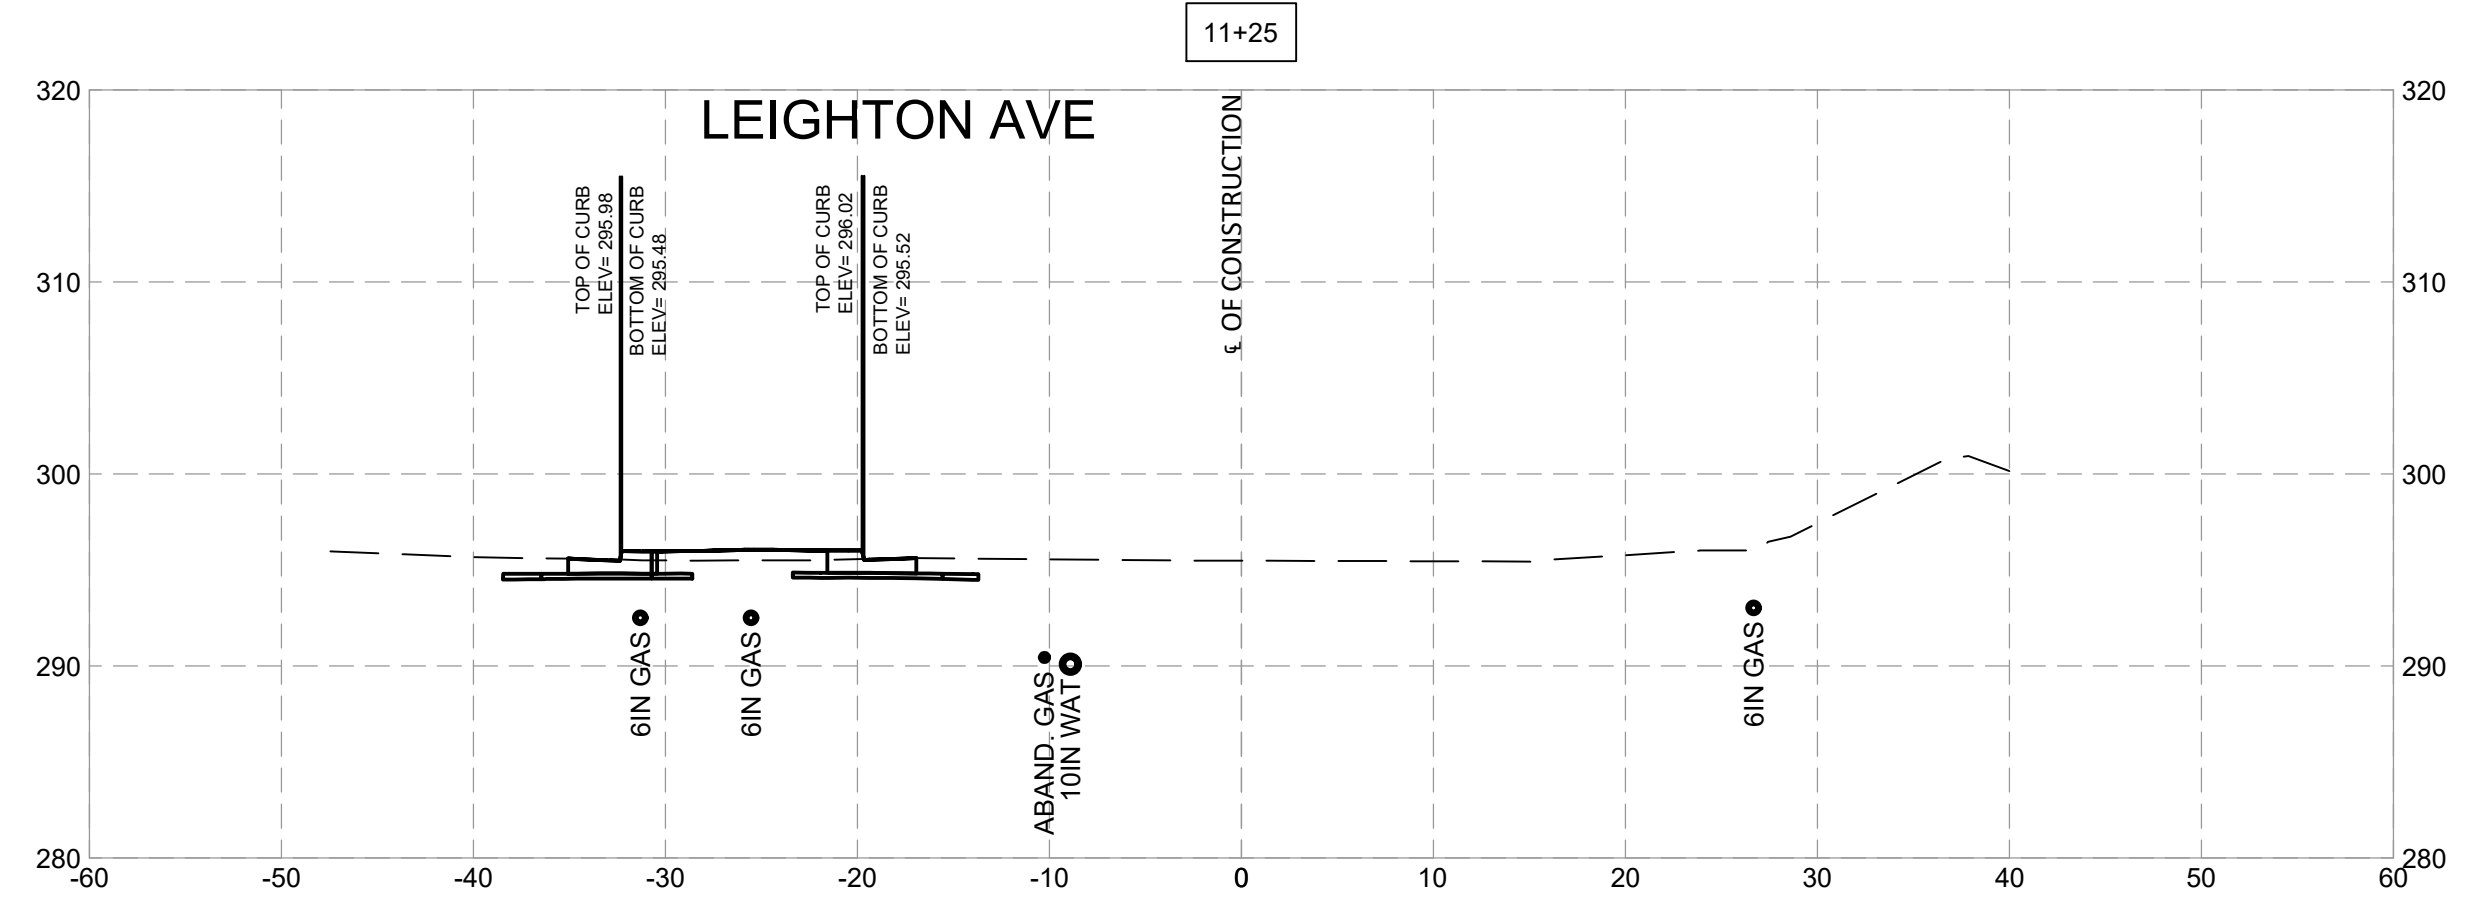 11+25
320
320
LEIGHTON AVE
℄ OF CONSTRUCTION
TOP OF CURB
ELEV= 295.98
BOTTOM OF CURB
ELEV= 295.48
TOP OF CURB
ELEV= 296.02
BOTTOM OF CURB
ELEV= 295.52
310
310
300
300
290
290
6IN GAS
6IN GAS
ABAND. GAS
10IN WAT
6IN GAS
280
280
-60 -50 -40 -30 -20 -10 0 10 20 30 40 50 60